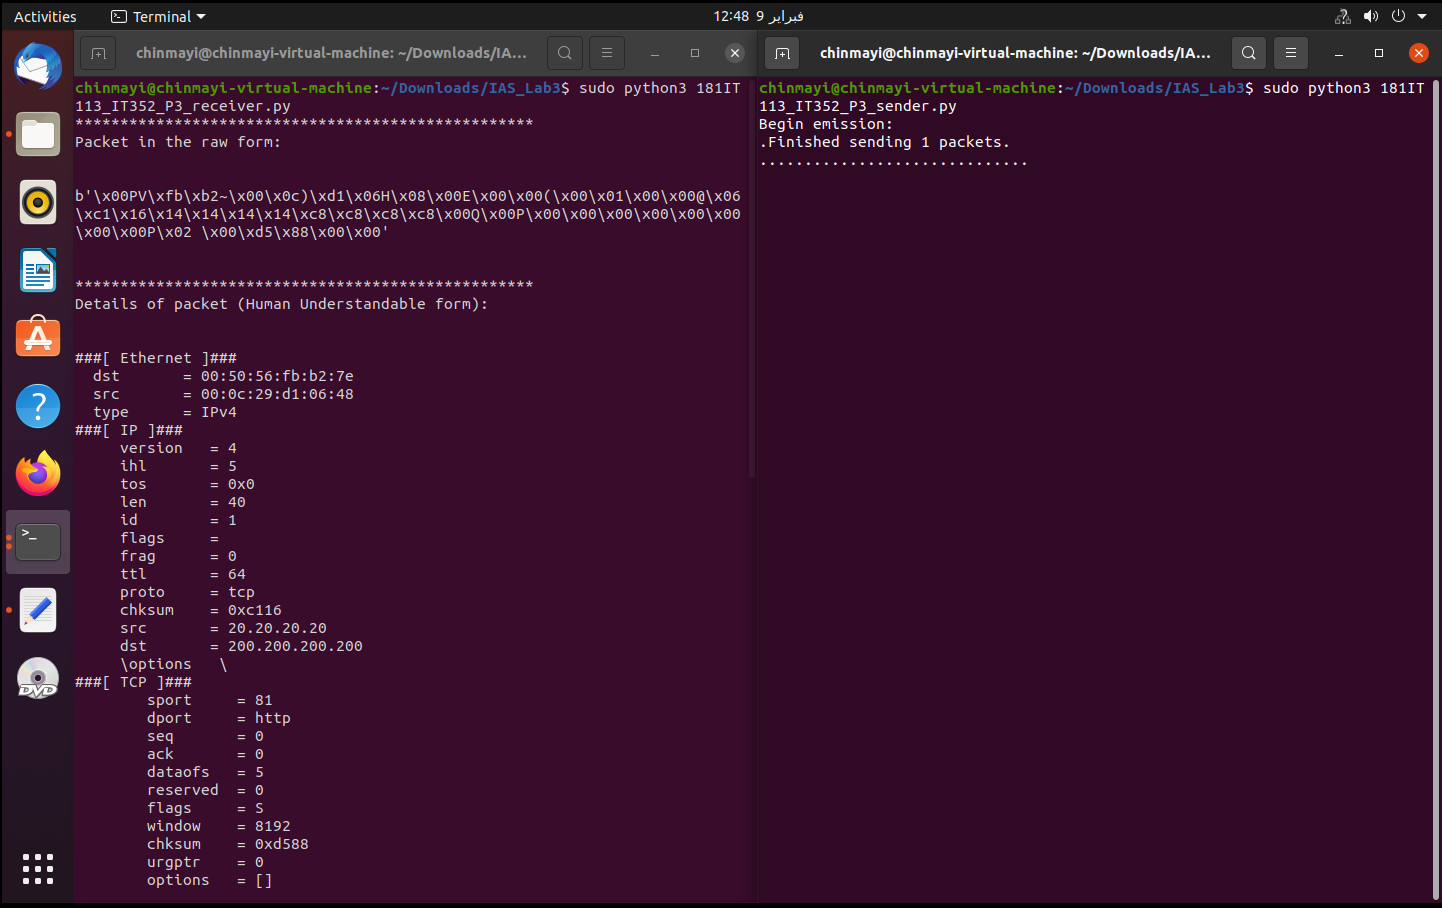 Activities
Terminal
12:48 9 فبراير
chinmayi@chinmayi-virtual-machine: ~/Downloads/IA...
chinmayi@chinmayi-virtual-machine:~/Downloads/IAS_Lab3$ sudo python3 181IT
113_IT352_P3_receiver.py
***************************************************
Packet in the raw form:
b'\x00PV\xfb\xb2~\x00\x0c)\xd1\x06H\x08\x00E\x00\x00(\x00\x01\x00\x00@\x06
\xc1\x16\x14\x14\x14\x14\xc8\xc8\xc8\xc8\x00Q\x00P\x00\x00\x00\x00\x00\x00
\x00\x00P\x02 \x00\xd5\x88\x00\x00'
***************************************************
Details of packet (Human Understandable form):
###[ Ethernet ]###
dst = 00:50:56:fb:b2:7e
src = 00:0c:29:d1:06:48
type = IPv4
###[ IP ]###
version = 4
ihl = 5
tos = 0x0
len = 40
id = 1
flags =
frag = 0
ttl = 64
proto = tcp
chksum = 0xc116
src = 20.20.20.20
dst = 200.200.200.200
\options \
###[ TCP ]###
sport = 81
dport = http
seq = 0
ack = 0
dataofs = 5
reserved = 0
flags = S
window = 8192
chksum = 0xd588
urgptr = 0
options = []
chinmayi@chinmayi-virtual-machine: ~/Downloads/IA...
chinmayi@chinmayi-virtual-machine:~/Downloads/IAS_Lab3$ sudo python3 181IT
113_IT352_P3_sender.py
Begin emission:
.Finished sending 1 packets.
..............................
DVD